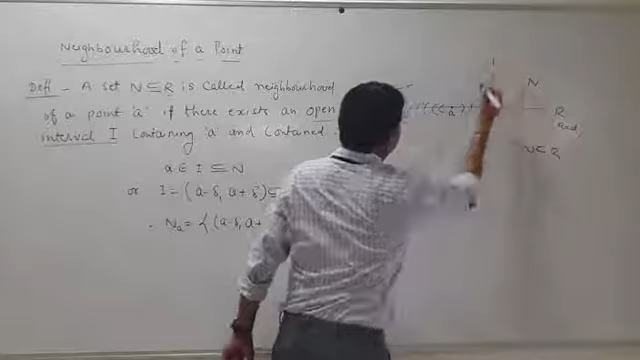 Neighbourhood of a Point
Defⁿ - A set N ⊆ R is called neighbourhood
of a point 'a' if there exists an open
interval I containing 'a' and contained
a ∈ I ⊆ N
or I = (a-δ, a+δ) ⊆
N
a
R
N ⊂ R
∴ Na = { (a-δ, a+